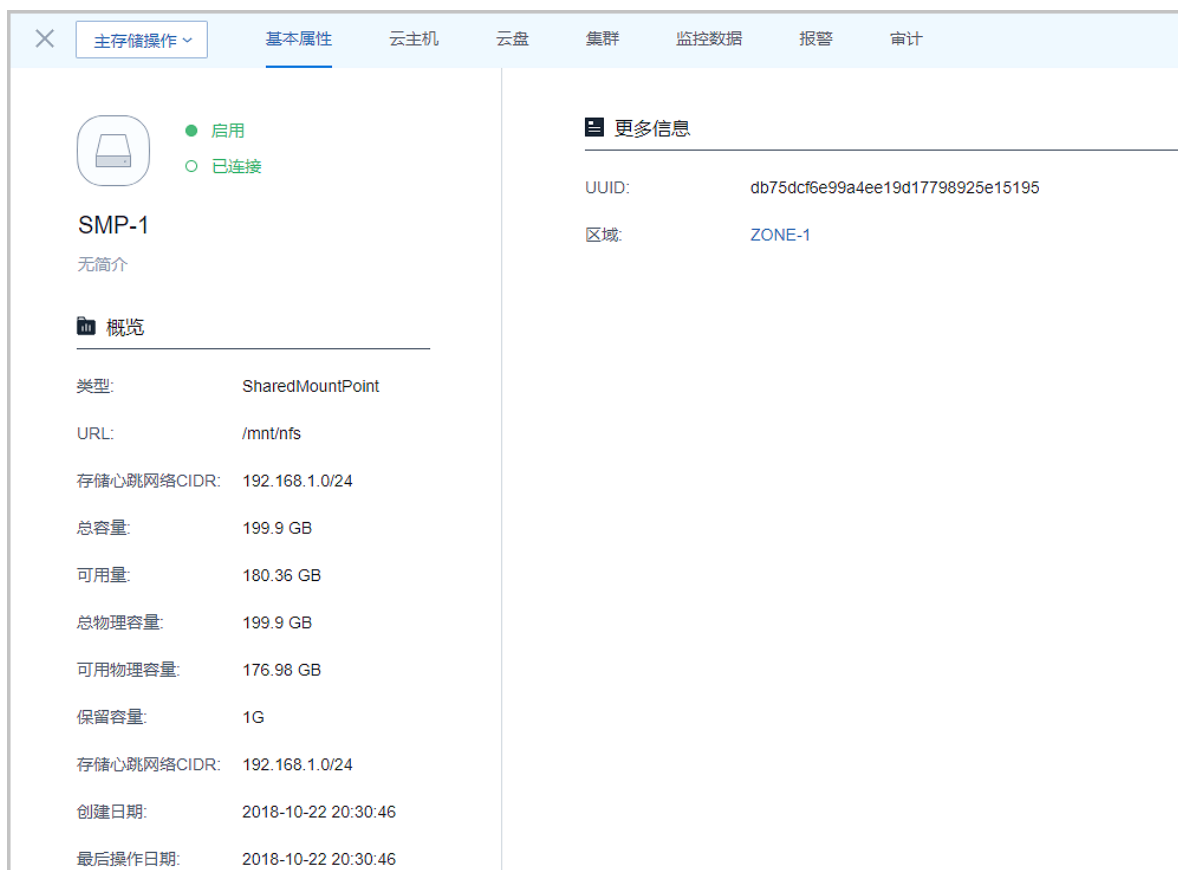 主存储操作 基本属性 云主机 云盘 集群 监控数据 报警 审计
启用
已连接
SMP-1
无简介
概览
类型: SharedMountPoint
URL: /mnt/nfs
存储心跳网络CIDR: 192.168.1.0/24
总容量: 199.9 GB
可用量: 180.36 GB
总物理容量: 199.9 GB
可用物理容量: 176.98 GB
保留容量: 1G
存储心跳网络CIDR: 192.168.1.0/24
创建日期: 2018-10-22 20:30:46
最后操作日期: 2018-10-22 20:30:46
更多信息
UUID: db75dcf6e99a4ee19d17798925e15195
区域: ZONE-1